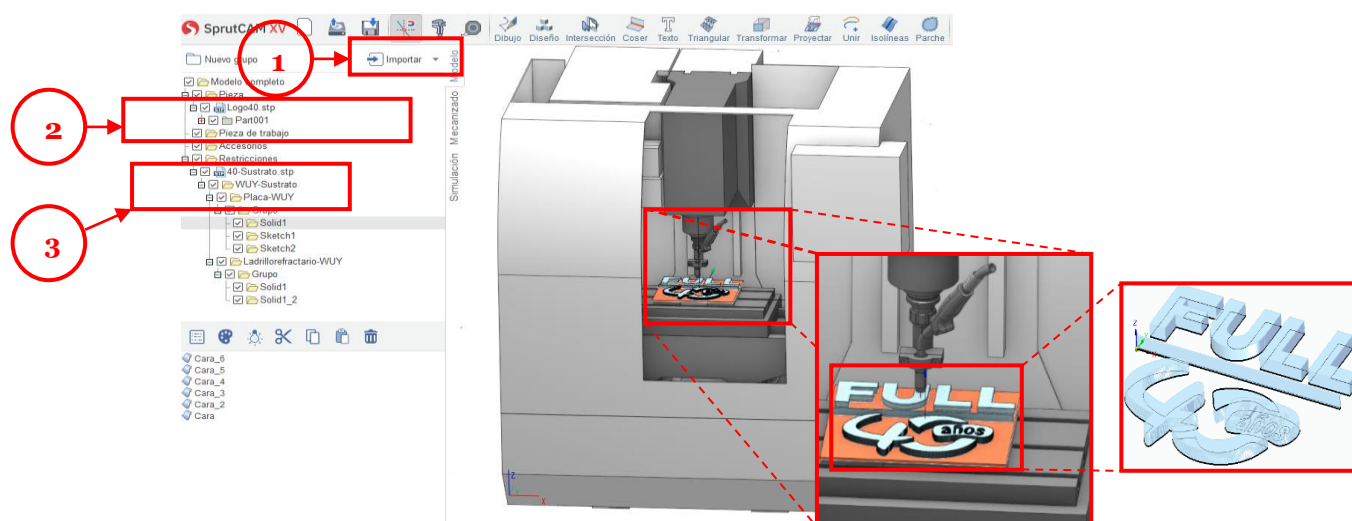 SprutCAM XV
Dibujo Diseño Intersección Coser Texto Triangular Transformar Proyectar Unir Isolíneas Parche
Nuevo grupo
1
Importar
Modelo
Mecanizado
Simulación
Modelo completo
Pieza
Logo40.stp
2
Part001
Pieza de trabajo
Accesorios
Restricciones
40-Sustrato.stp
WUY-Sustrato
Placa-WUY
Grupo
Solid1
3
Sketch1
Sketch2
Ladrillorefractario-WUY
Grupo
Solid1
Solid1_2
Cara_6
Cara_5
Cara_4
Cara_3
Cara_2
Cara
Z
X
FULL
40
años
Z
FULL
40
años